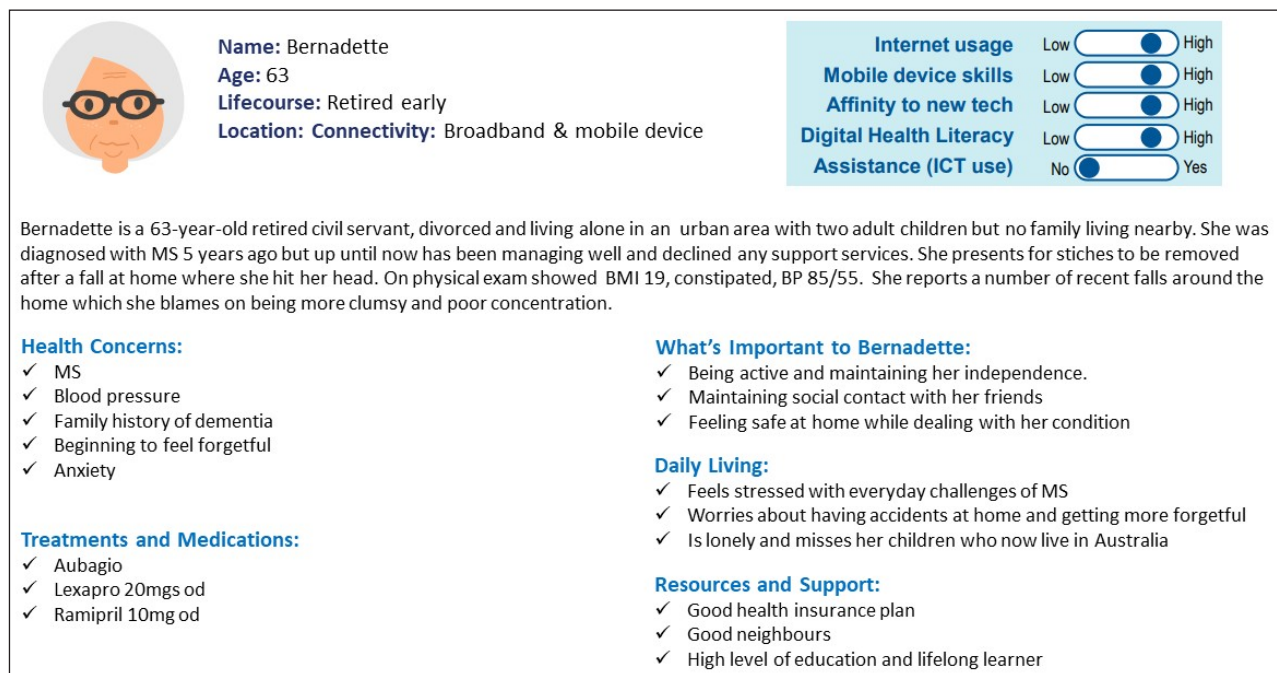 Name: Bernadette
Age: 63
Lifecourse: Retired early
Location: Connectivity: Broadband & mobile device
Internet usage Low High
Mobile device skills Low High
Affinity to new tech Low High
Digital Health Literacy Low High
Assistance (ICT use) No Yes
Bernadette is a 63-year-old retired civil servant, divorced and living alone in an urban area with two adult children but no family living nearby. She was
diagnosed with MS 5 years ago but up until now has been managing well and declined any support services. She presents for stiches to be removed
after a fall at home where she hit her head. On physical exam showed BMI 19, constipated, BP 85/55. She reports a number of recent falls around the
home which she blames on being more clumsy and poor concentration.
Health Concerns:
✓ MS
✓ Blood pressure
✓ Family history of dementia
✓ Beginning to feel forgetful
✓ Anxiety
Treatments and Medications:
✓ Aubagio
✓ Lexapro 20mgs od
✓ Ramipril 10mg od
What's Important to Bernadette:
✓ Being active and maintaining her independence.
✓ Maintaining social contact with her friends
✓ Feeling safe at home while dealing with her condition
Daily Living:
✓ Feels stressed with everyday challenges of MS
✓ Worries about having accidents at home and getting more forgetful
✓ Is lonely and misses her children who now live in Australia
Resources and Support:
✓ Good health insurance plan
✓ Good neighbours
✓ High level of education and lifelong learner